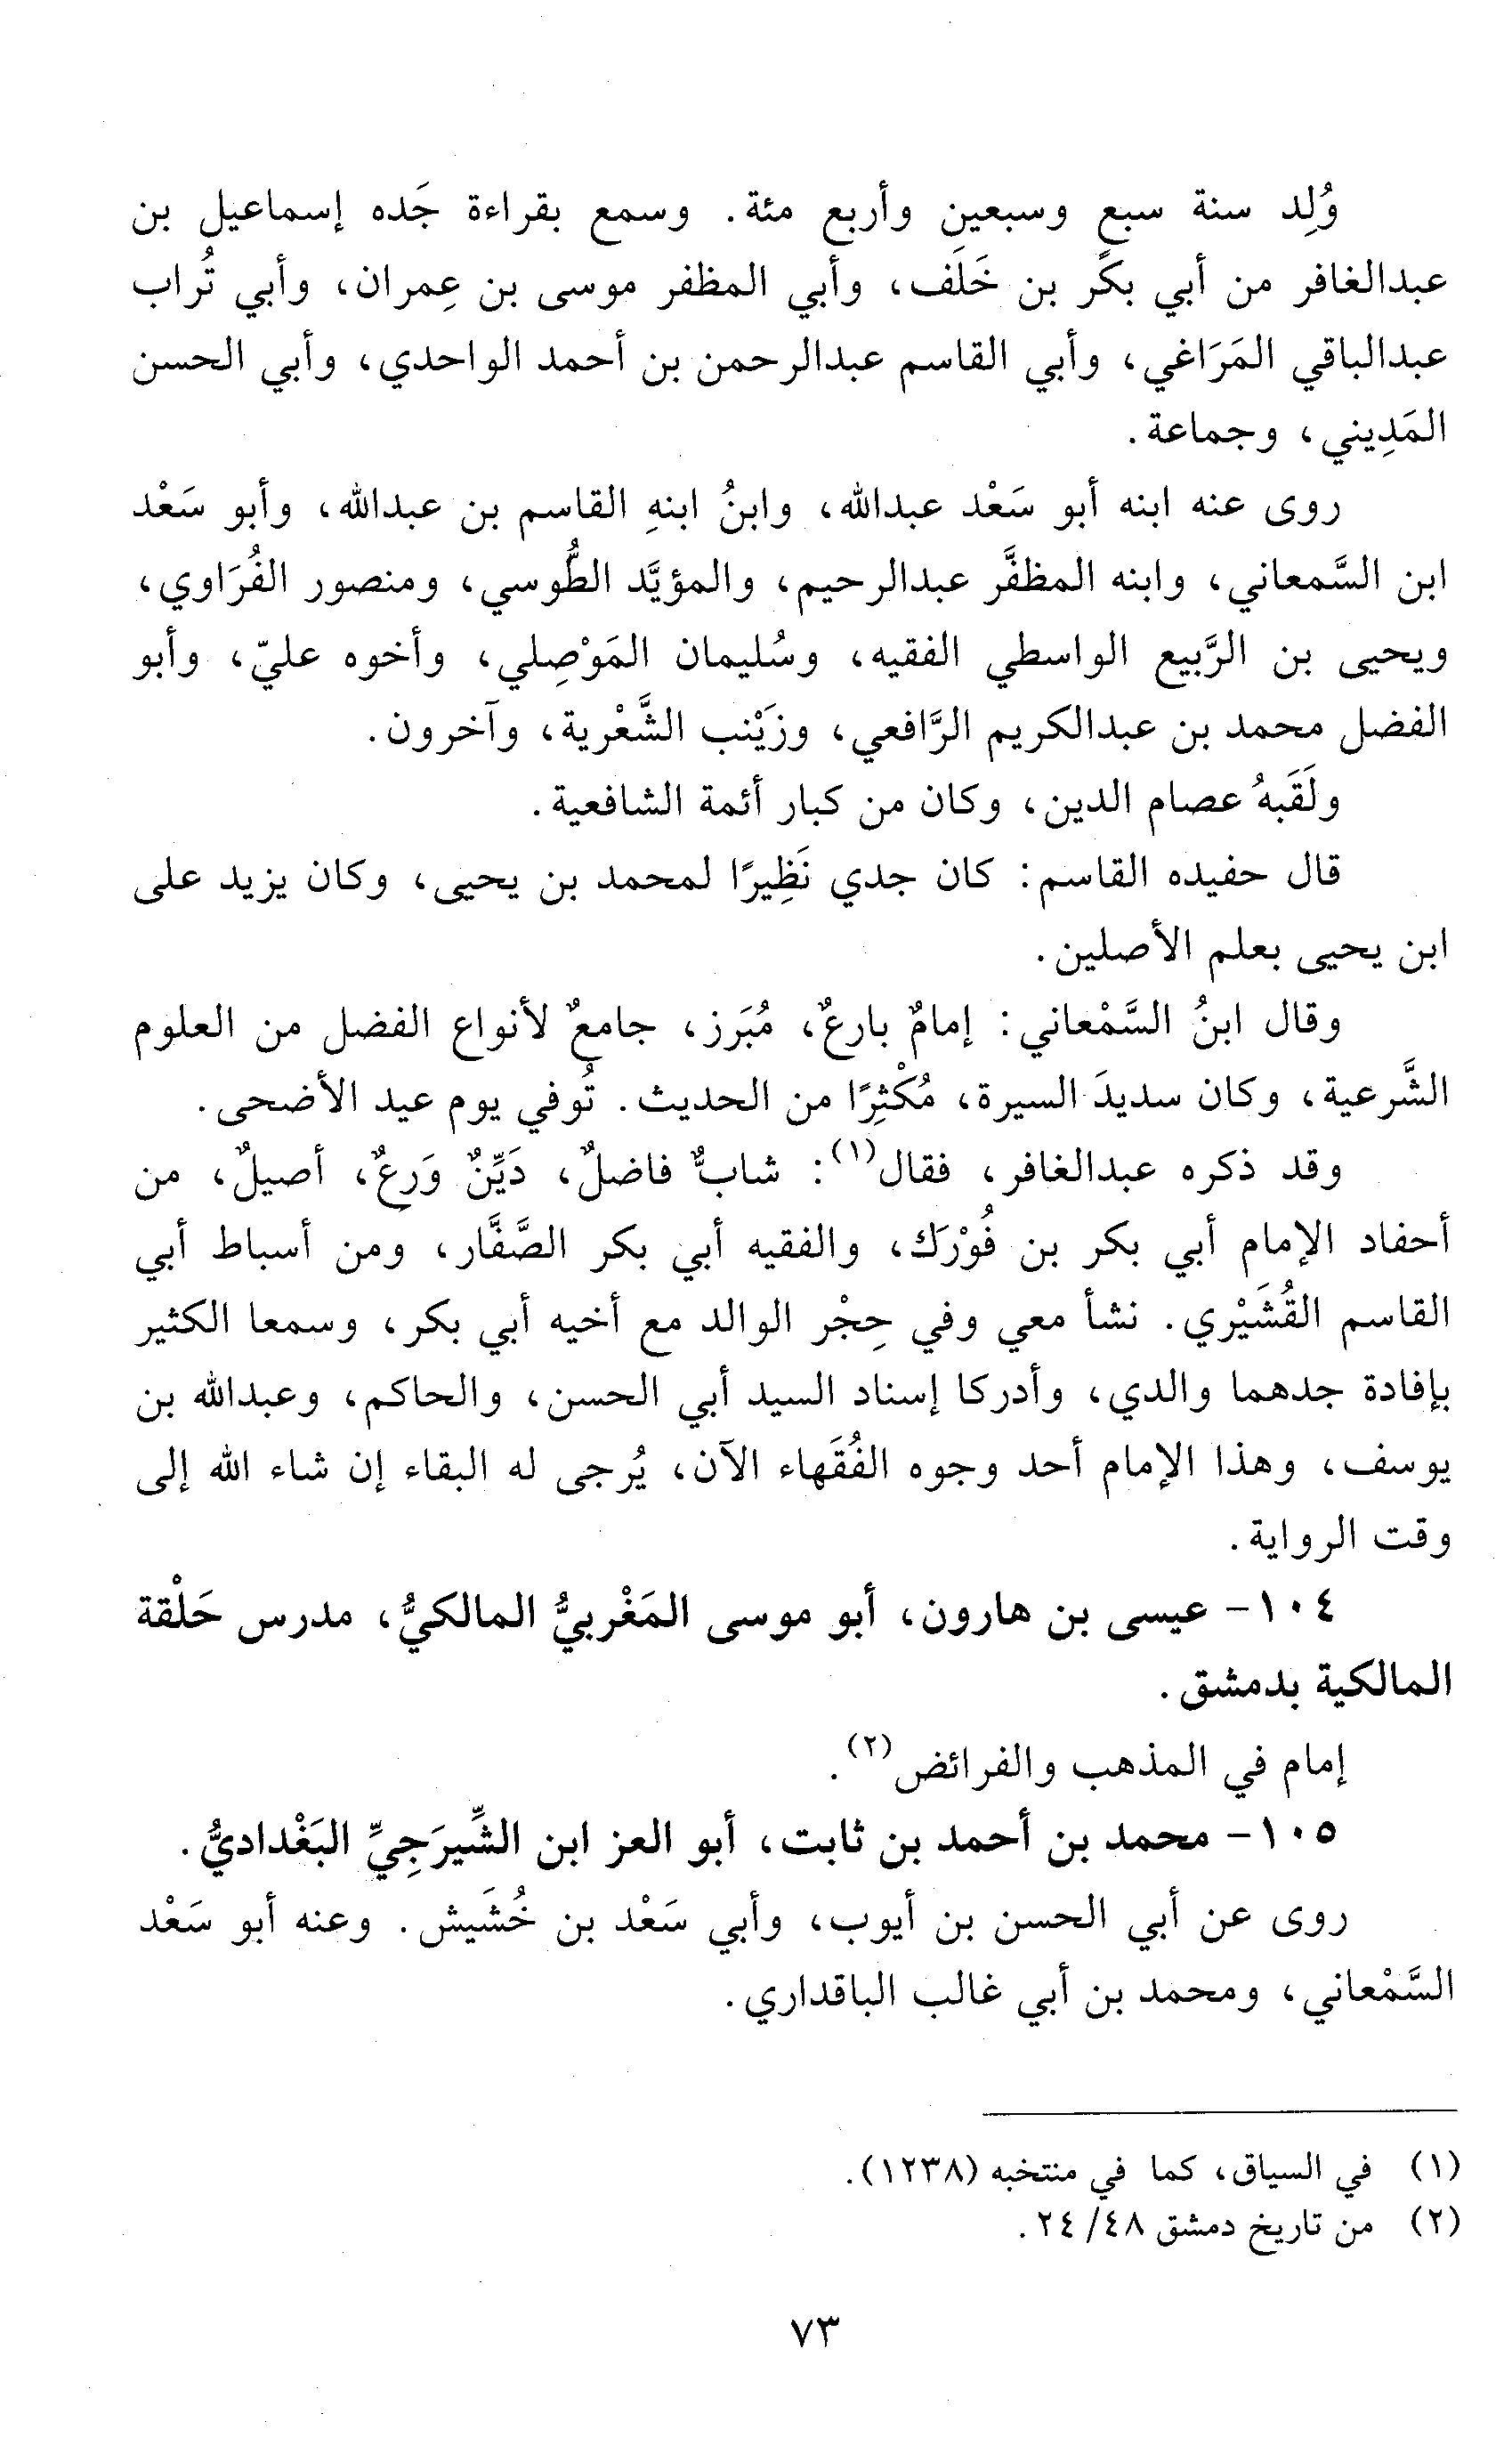 وُلِد سنة سبع وسبعين وأربع مئة. وسمع بقراءة جَده إسماعيل بن
عبدالغافر من أبي بكر بن خَلَف، وأبي المظفر موسى بن عِمران، وأبي تُراب
عبدالباقي المَرَاغي، وأبي القاسم عبدالرحمن بن أحمد الواحدي، وأبي الحسن
المَدِيني، وجماعة.
روى عنه ابنه أبو سَعْد عبدالله، وابنُ ابنهِ القاسم بن عبدالله، وأبو سَعْد
ابن السَّمعاني، وابنه المظفَّر عبدالرحيم، والمؤيَّد الطُّوسي، ومنصور الفُرَاوي،
ويحيى بن الرَّبيع الواسطي الفقيه، وسُليمان المَوْصِلي، وأخوه عليّ، وأبو
الفضل محمد بن عبدالكريم الرَّافعي، وزَيْنب الشَّعْرية، وآخرون.
ولَقَبهُ عصام الدين، وكان من كبار أئمة الشافعية.
قال حفيده القاسم: كان جدي نَظِيرًا لمحمد بن يحيى، وكان يزيد على
ابن يحيى بعلم الأصلين.
وقال ابنُ السَّمْعاني: إمامٌ بارعٌ، مُبَرز، جامعٌ لأنواع الفضل من العلوم
الشَّرعية، وكان سديدَ السيرة، مُكْثِرًا من الحديث. تُوفي يوم عيد الأضحى.
وقد ذكره عبدالغافر، فقال(١): شابٌّ فاضلٌ، دَيِّنٌ وَرِعٌ، أصيلٌ، من
أحفاد الإمام أبي بكر بن فُوْرَك، والفقيه أبي بكر الصَّفَّار، ومن أسباط أبي
القاسم القُشَيْري. نشأ معي وفي حِجْر الوالد مع أخيه أبي بكر، وسمعا الكثير
بإفادة جدهما والدي، وأدركا إسناد السيد أبي الحسن، والحاكم، وعبدالله بن
يوسف، وهذا الإمام أحد وجوه الفُقَهاء الآن، يُرجى له البقاء إن شاء الله إلى
وقت الرواية.
١٠٤- عيسى بن هارون، أبو موسى المَغْربيُّ المالكيُّ، مدرس حَلْقة
المالكية بدمشق.
إمام في المذهب والفرائض(٢).
١٠٥- محمد بن أحمد بن ثابت، أبو العز ابن الشِّيرَجِيِّ البَغْداديُّ.
روى عن أبي الحسن بن أيوب، وأبي سَعْد بن خُشَيش. وعنه أبو سَعْد
السَّمْعاني، ومحمد بن أبي غالب الباقداري.
(١) في السياق، كما في منتخبه (١٢٣٨).
(٢) من تاريخ دمشق ٤٨/ ٢٤.
٧٣